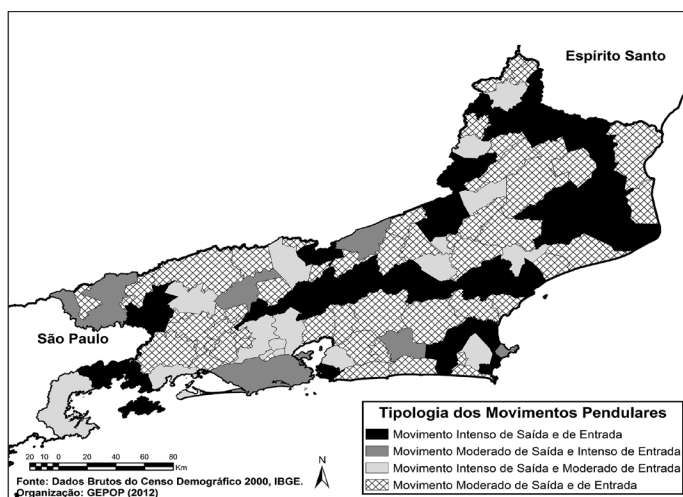 Espírito Santo
São Paulo
Tipologia dos Movimentos Pendulares
Movimento Intenso de Saída e de Entrada
Movimento Moderado de Saída e Intenso de Entrada
Movimento Intenso de Saída e Moderado de Entrada
Movimento Moderado de Saída e de Entrada
20 10 0 20 40 60 80
Km
N
Fonte: Dados Brutos do Censo Demográfico 2000, IBGE.
Organização: GEPOP (2012)